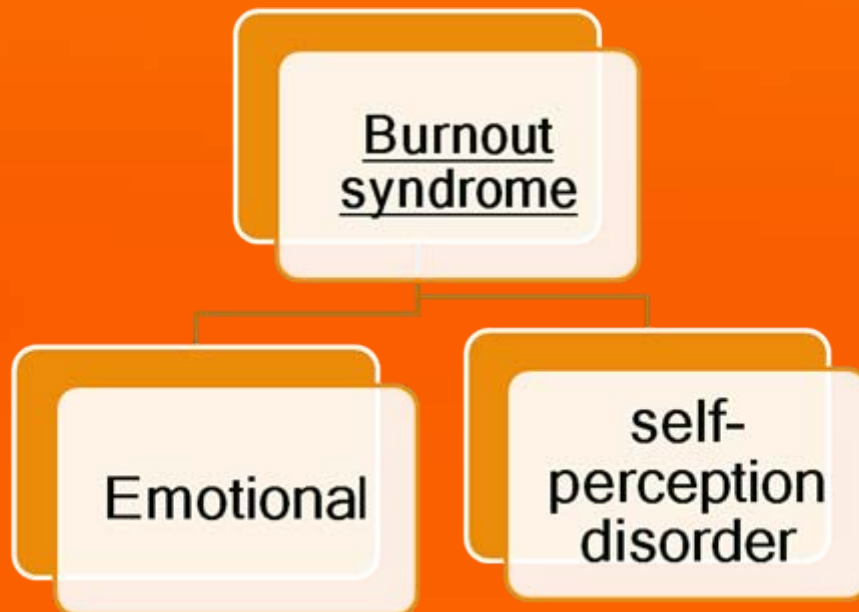 Burnout
syndrome
Emotional
self-
perception
disorder